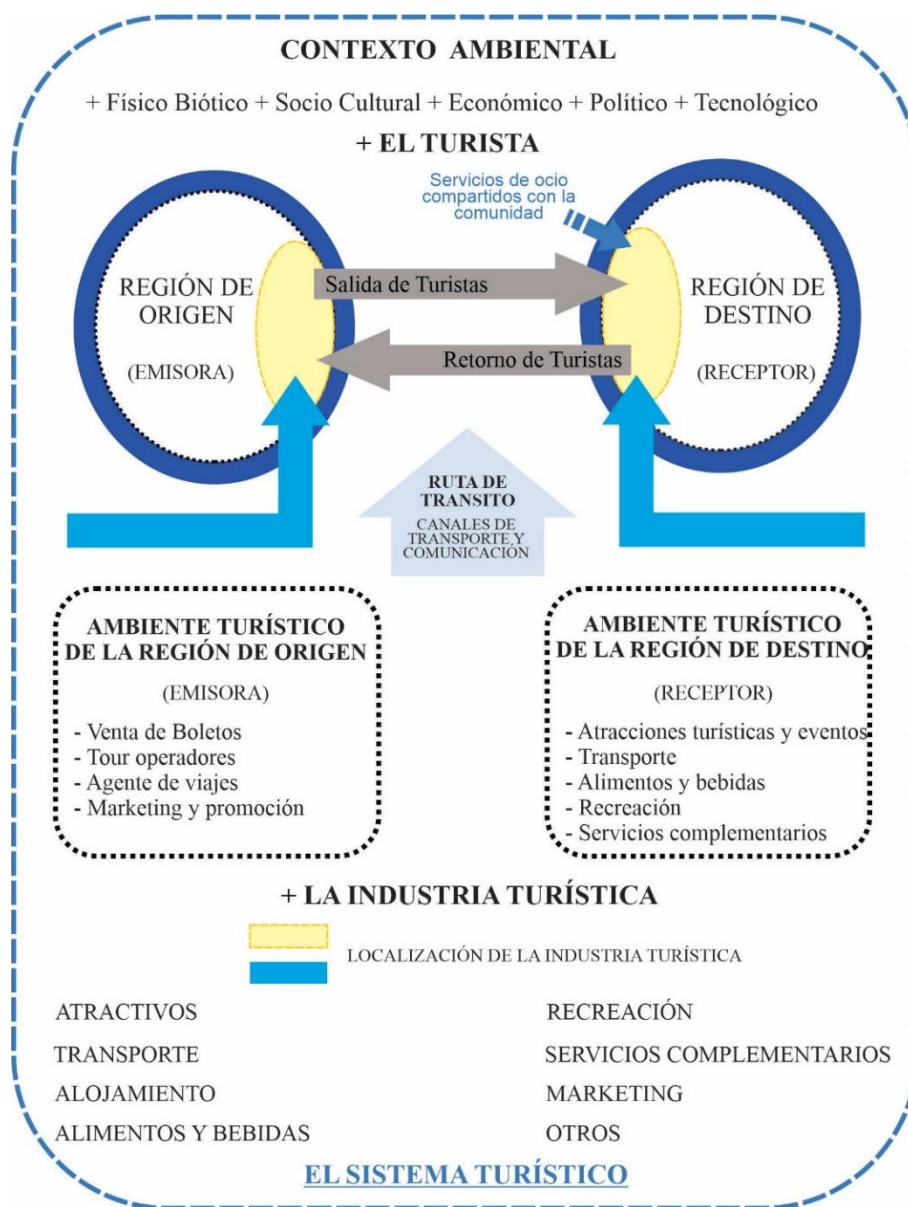 CONTEXTO AMBIENTAL
+ Físico Biótico + Socio Cultural + Económico + Político + Tecnológico
+ EL TURISTA
Servicios de ocio
compartidos con la
comunidad
REGIÓN DE
ORIGEN
(EMISORA)
Salida de Turistas
Retorno de Turistas
REGIÓN DE
DESTINO
(RECEPTOR)
RUTA DE
TRANSITO
CANALES DE
TRANSPORTE Y
COMUNICACIÓN
AMBIENTE TURÍSTICO
DE LA REGIÓN DE ORIGEN
(EMISORA)
- Venta de Boletos
- Tour operadores
- Agente de viajes
- Marketing y promoción
AMBIENTE TURÍSTICO
DE LA REGIÓN DE DESTINO
(RECEPTOR)
- Atracciones turísticas y eventos
- Transporte
- Alimentos y bebidas
- Recreación
- Servicios complementarios
+ LA INDUSTRIA TURÍSTICA
LOCALIZACIÓN DE LA INDUSTRIA TURÍSTICA
ATRACTIVOS
TRANSPORTE
ALOJAMIENTO
ALIMENTOS Y BEBIDAS
RECREACIÓN
SERVICIOS COMPLEMENTARIOS
MARKETING
OTROS
EL SISTEMA TURÍSTICO